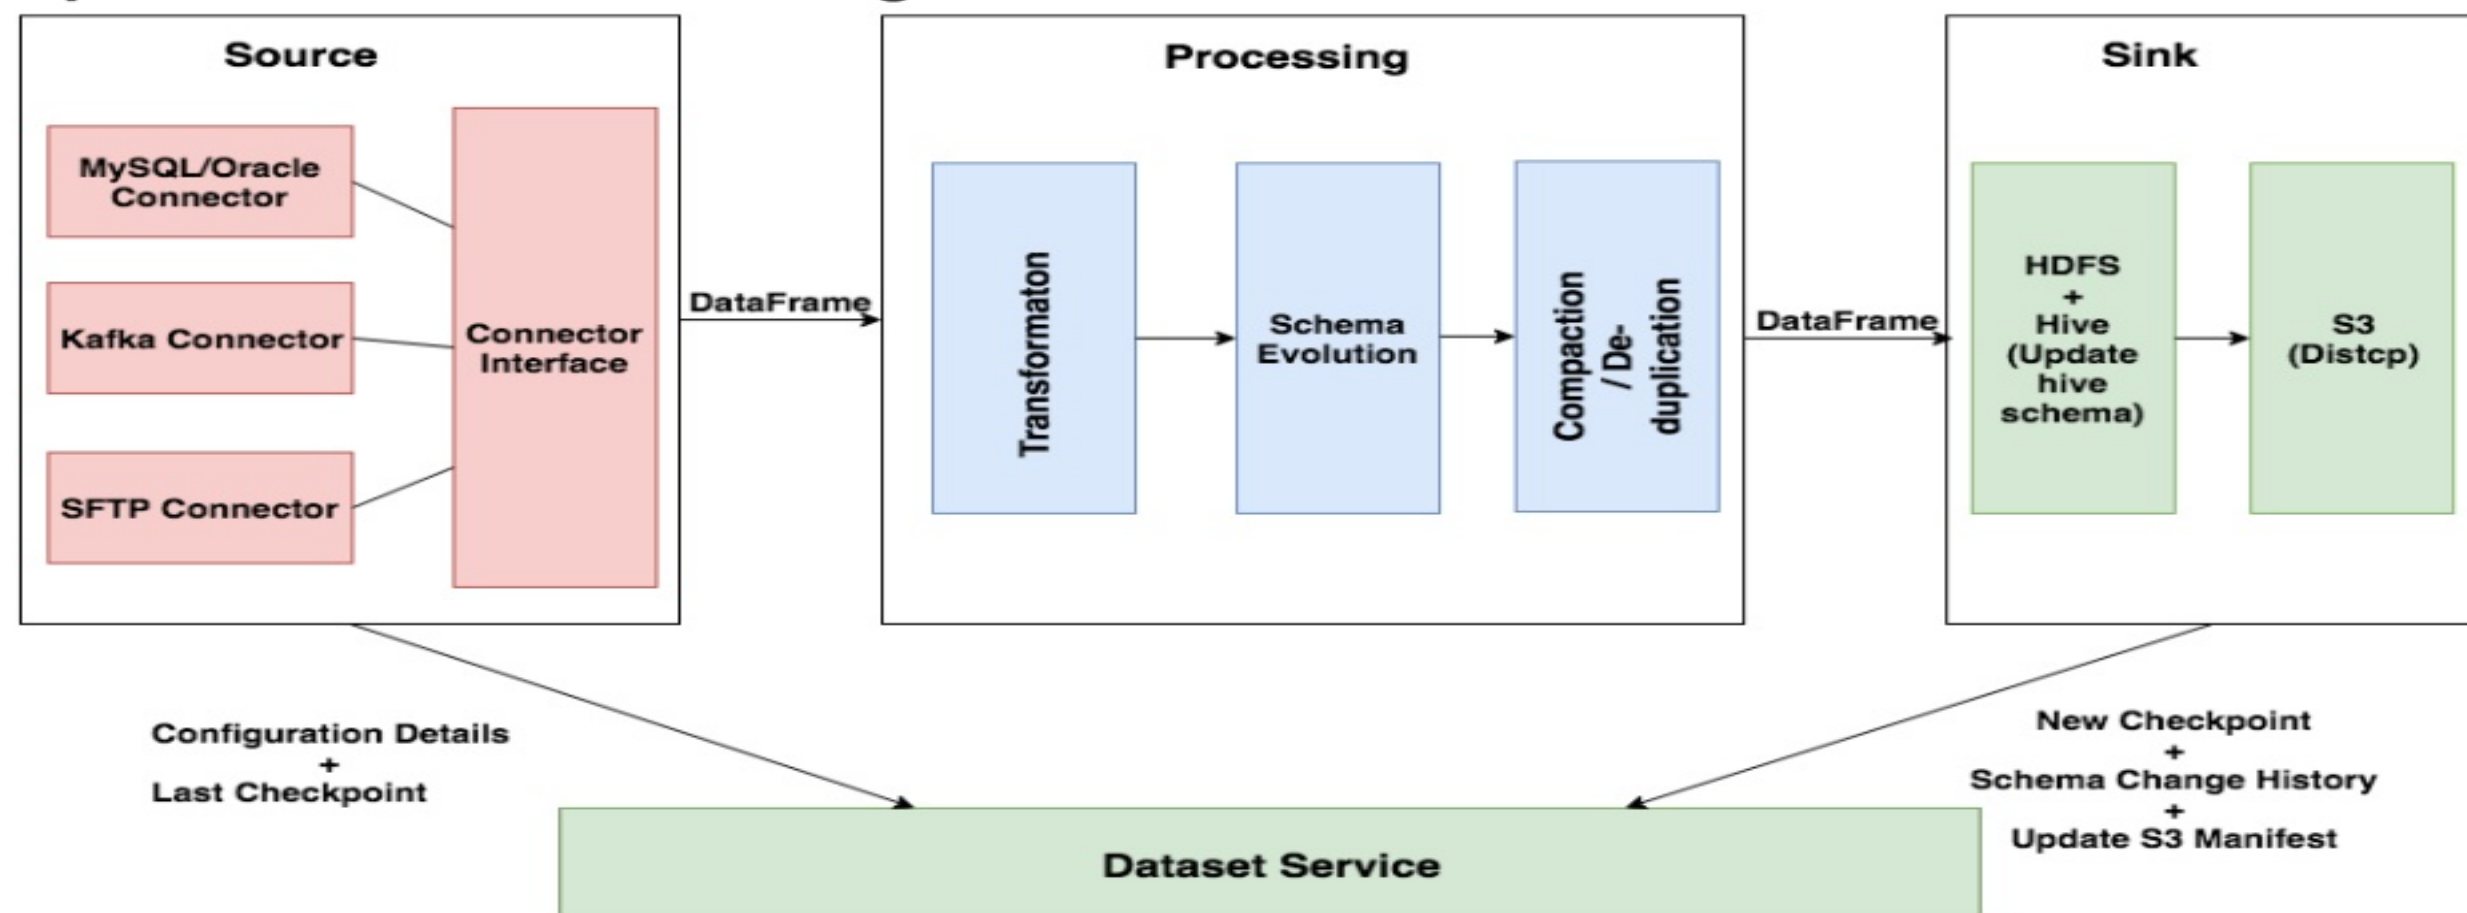 Source
MySQL/Oracle
Connector
Kafka Connector
SFTP Connector
Connector
Interface
DataFrame
Processing
Transformaton
Schema
Evolution
Compaction
/ De-
duplication
DataFrame
Sink
HDFS
+
Hive
(Update
hive
schema)
S3
(Distcp)
Configuration Details
+
Last Checkpoint
New Checkpoint
+
Schema Change History
+
Update S3 Manifest
Dataset Service